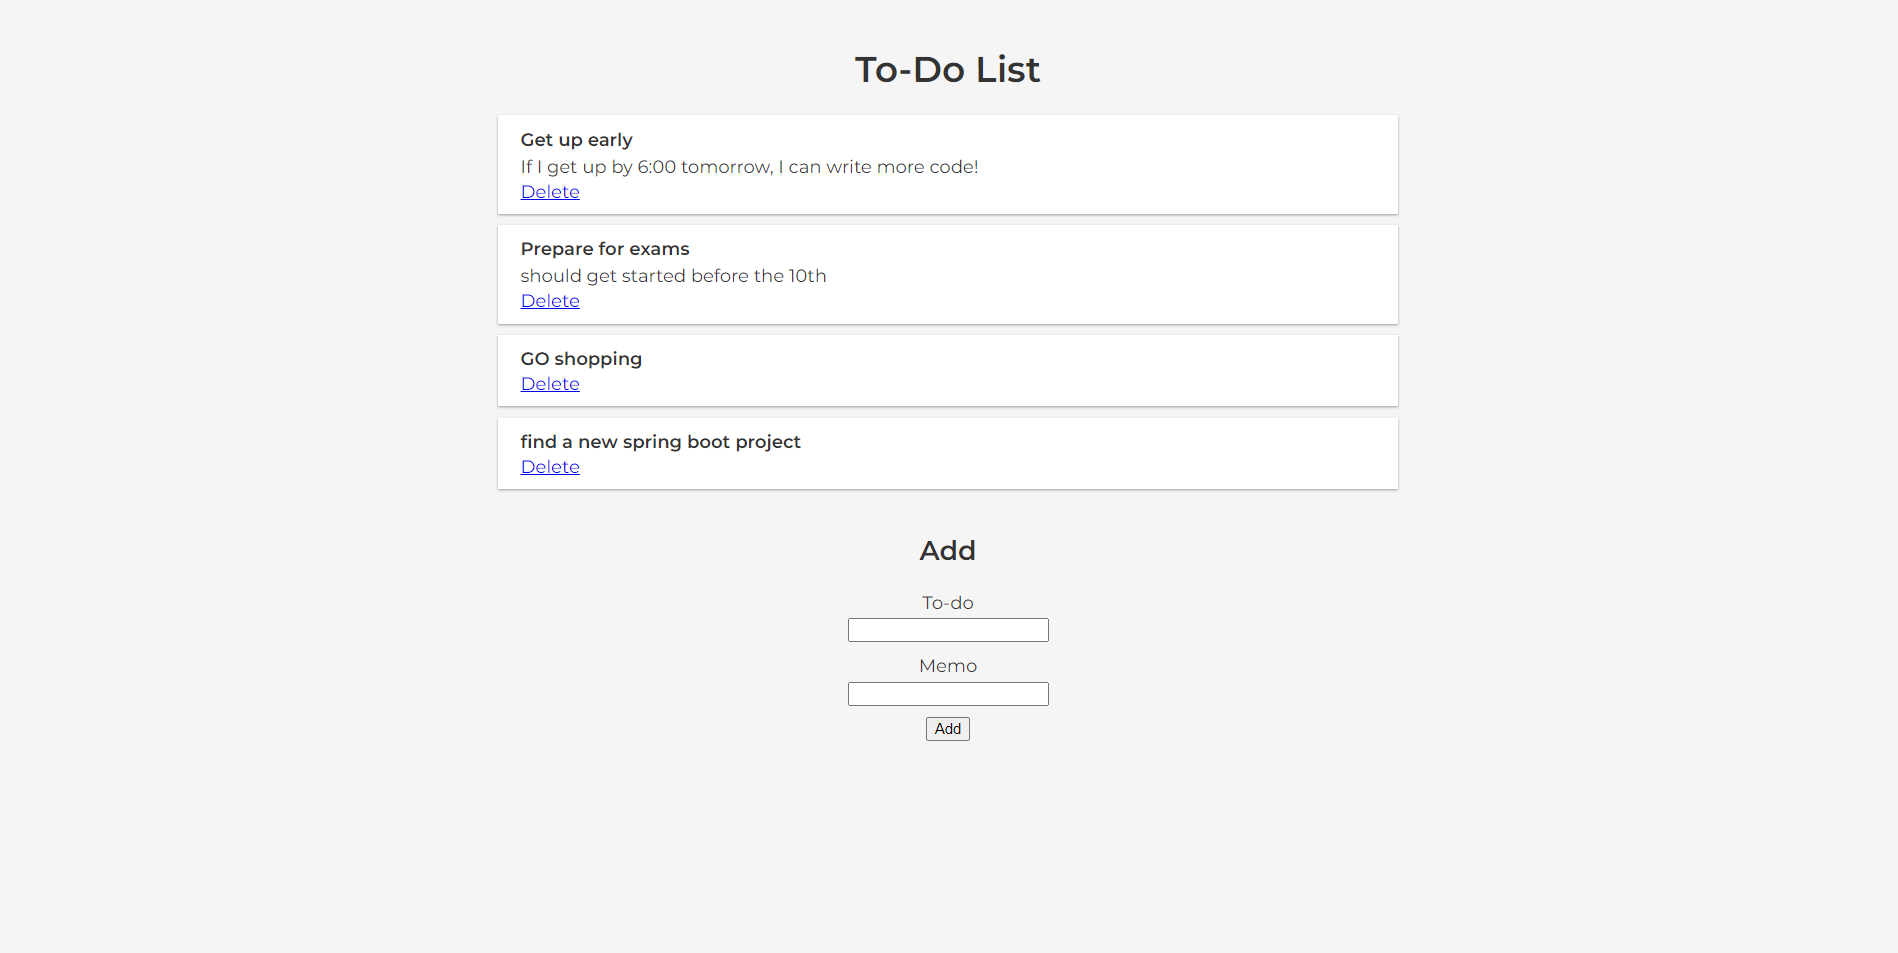 To-Do List
Get up early
If I get up by 6:00 tomorrow, I can write more code!
Delete
Prepare for exams
should get started before the 10th
Delete
GO shopping
Delete
find a new spring boot project
Delete
Add
To-do
Memo
Add